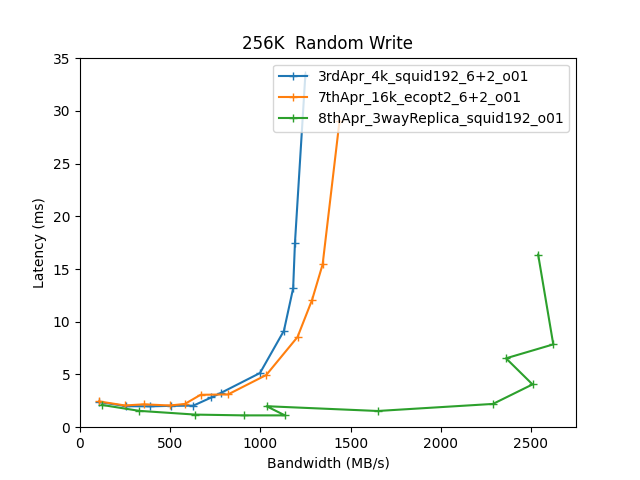 256K  Random Write
3rdApr_4k_squid192_6+2_o01
7thApr_16k_ecopt2_6+2_o01
8thApr_3wayReplica_squid192_o01
Latency (ms)
35
30
25
20
15
10
5
0
0 500 1000 1500 2000 2500
Bandwidth (MB/s)